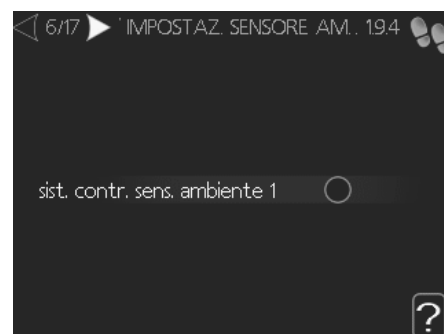 6/17 IMPOSTAZ. SENSORE AM.. 1.9.4
sist. contr. sens. ambiente 1
?